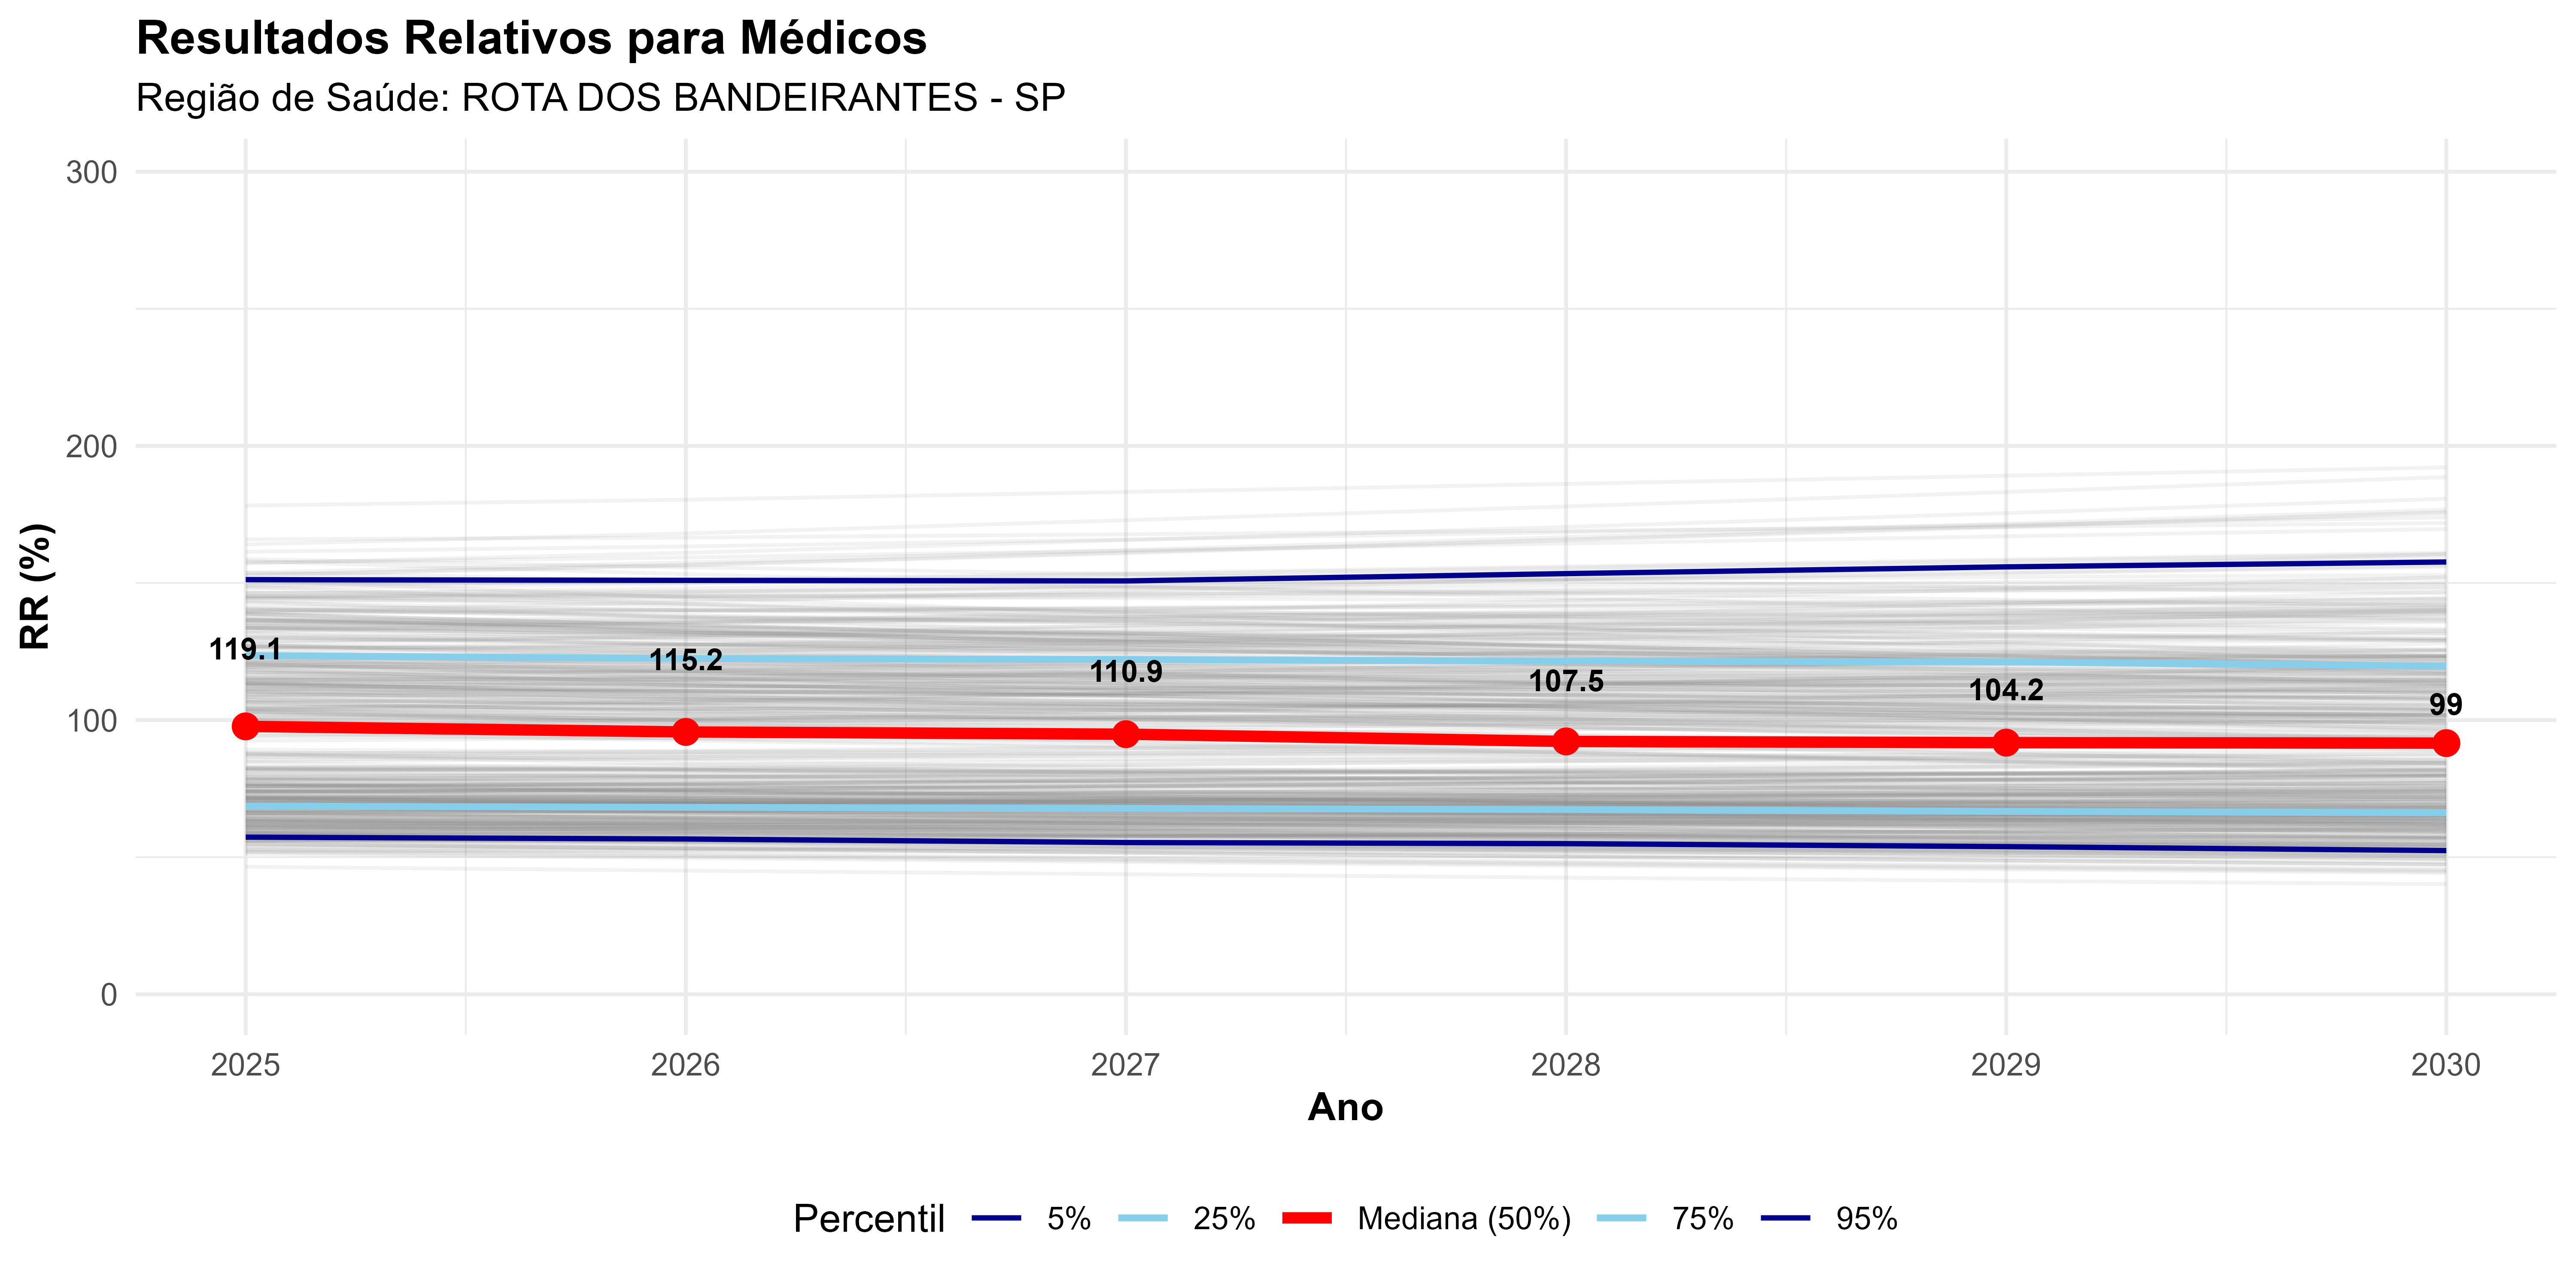 Resultados Relativos para Médicos
Região de Saúde: ROTA DOS BANDEIRANTES - SP
RR (%)
300
200
100
0
119.1
115.2
110.9
107.5
104.2
99
2025 2026 2027 2028 2029 2030
Ano
Percentil 5% 25% Mediana (50%) 75% 95%